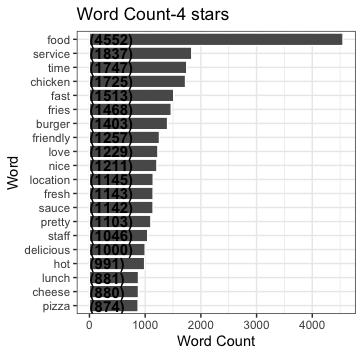 Word Count-4 stars
Word
food (4552)
service (1837)
time (1747)
chicken (1725)
fast (1513)
fries (1468)
burger (1403)
friendly (1257)
love (1229)
nice (1211)
location (1145)
fresh (1143)
sauce (1142)
pretty (1103)
staff (1046)
delicious (1000)
hot (991)
lunch (881)
cheese (880)
pizza (874)
0 1000 2000 3000 4000
Word Count